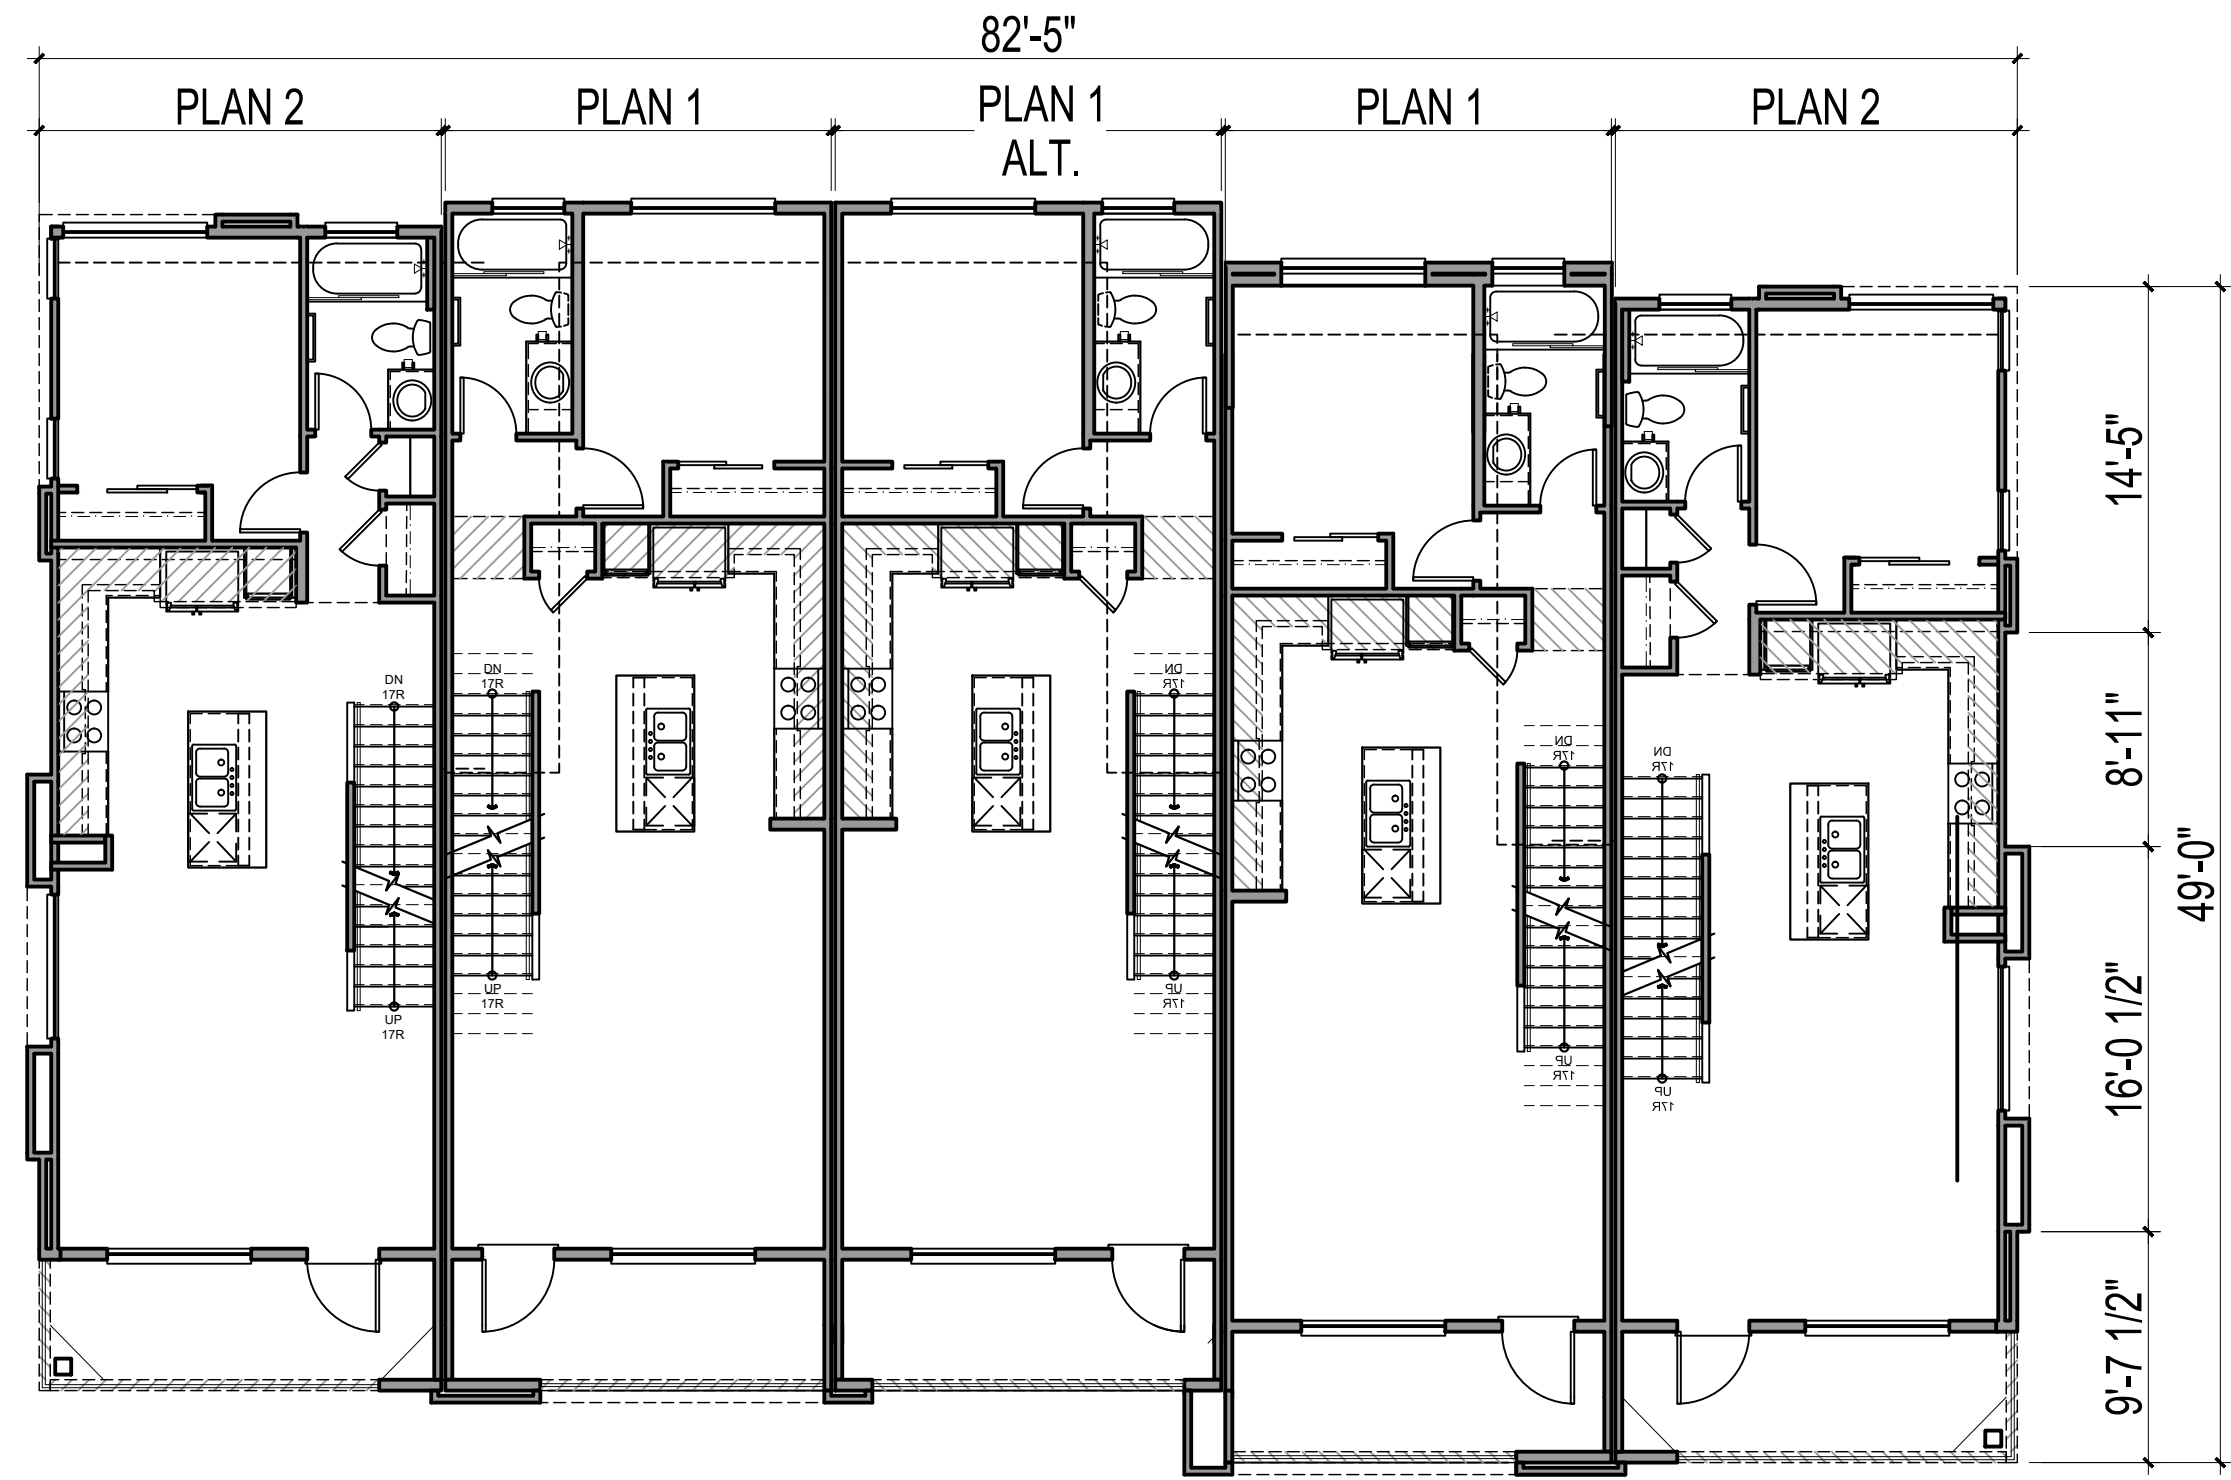 82'-5"
PLAN 2
PLAN 1
PLAN 1
ALT.
PLAN 1
PLAN 2
14'-5"
8'-11"
16'-0 1/2"
9'-7 1/2"
49'-0"
DN
17R
UP
17R
DN
17R
UP
17R
DN
17R
UP
17R
DN
17R
UP
17R
DN
17R
UP
17R